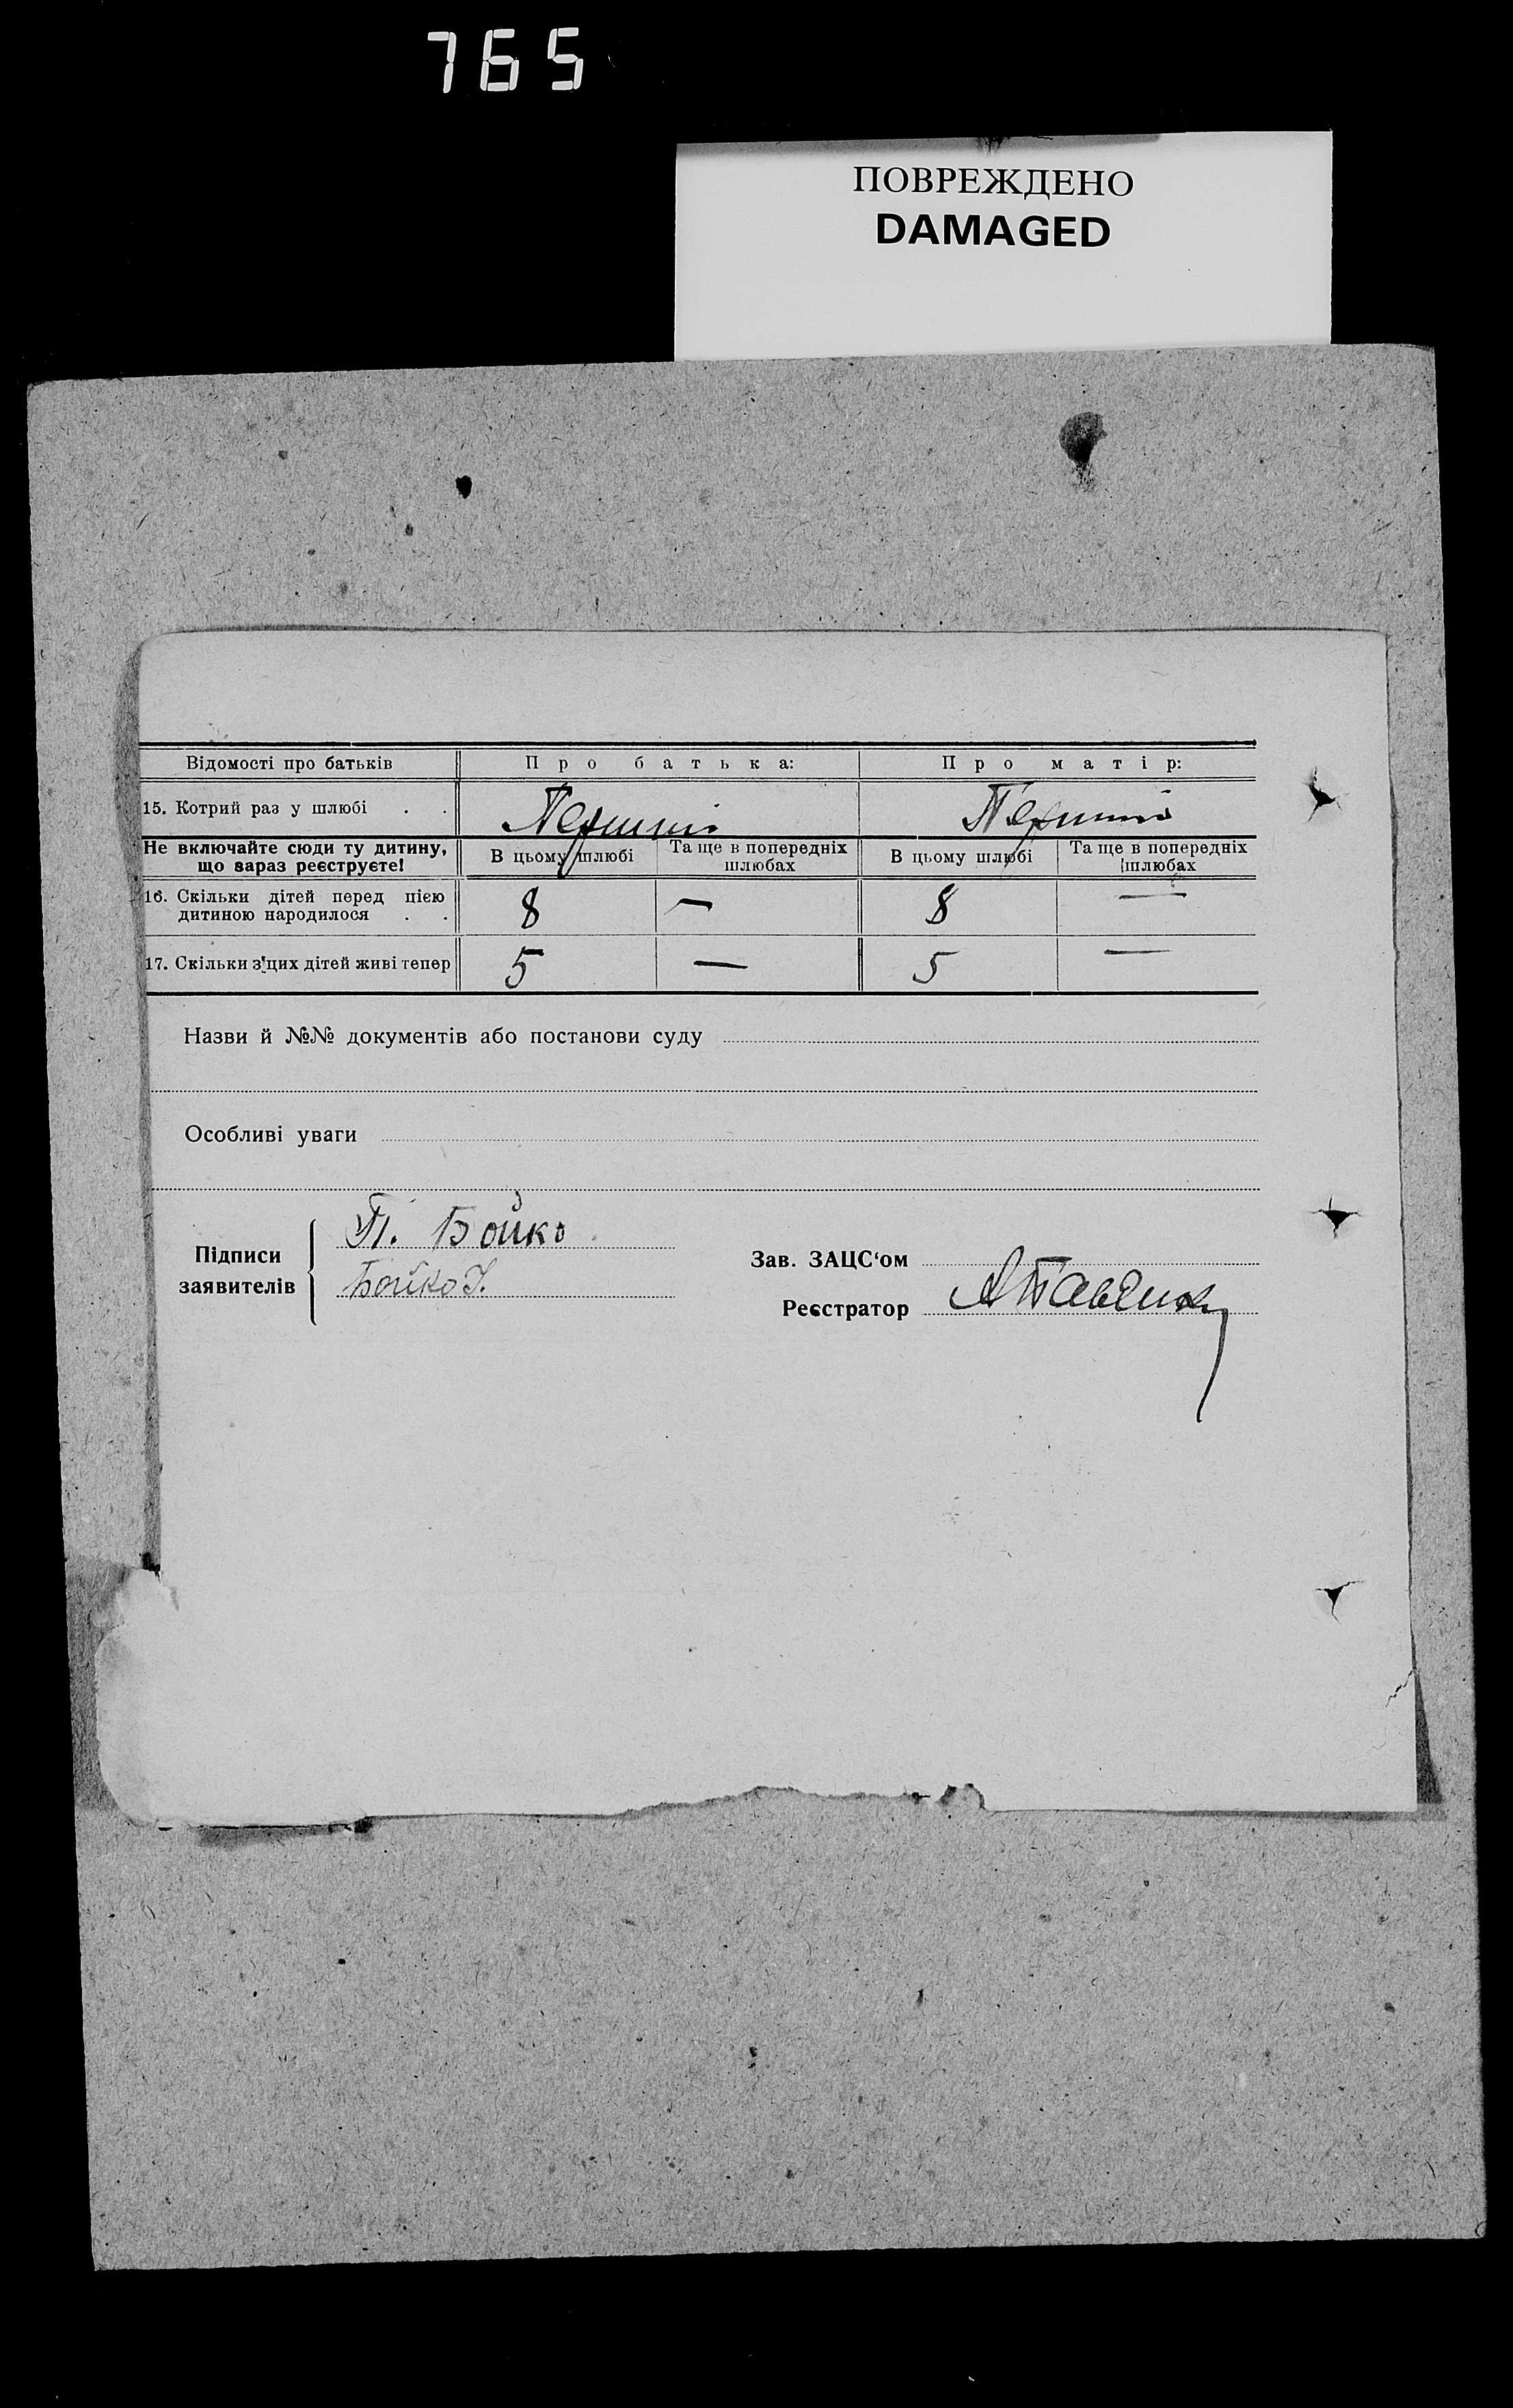 765
ПОВРЕЖДЕНО
DAMAGED
Відомості про батьків Про батька: Про матір:
15. Котрий раз у шлюбі . . Перший Перший
Не включайте сюди ту дитину, що зараз реєструєте! В цьому шлюбі Та ще в попередніх шлюбах В цьому шлюбі Та ще в попередніх шлюбах
16. Скільки дітей перед цією
дитиною народилося . . 8 — 8 —
17. Скільки з'цих дітей живі тепер 5 — 5 —
Назви й №№ документів або постанови суду
Особливі уваги
Підписи заявителів
П. Бойко
Бойко
Зав. ЗАЦС‘ом
Реєстратор